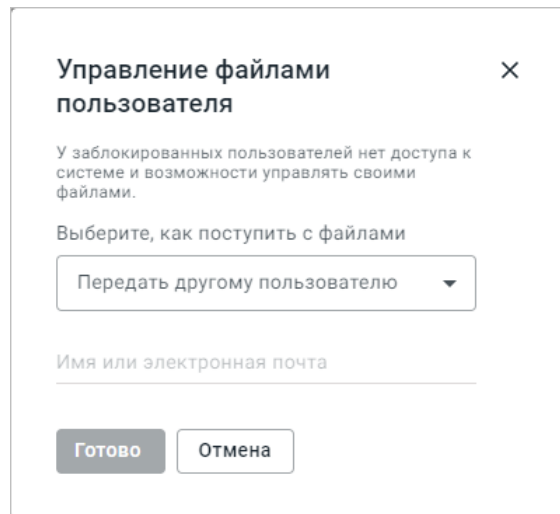 Управление файлами
пользователя
У заблокированных пользователей нет доступа к
системе и возможности управлять своими
файлами.
Выберите, как поступить с файлами
Передать другому пользователю
Имя или электронная почта
Готово
Отмена